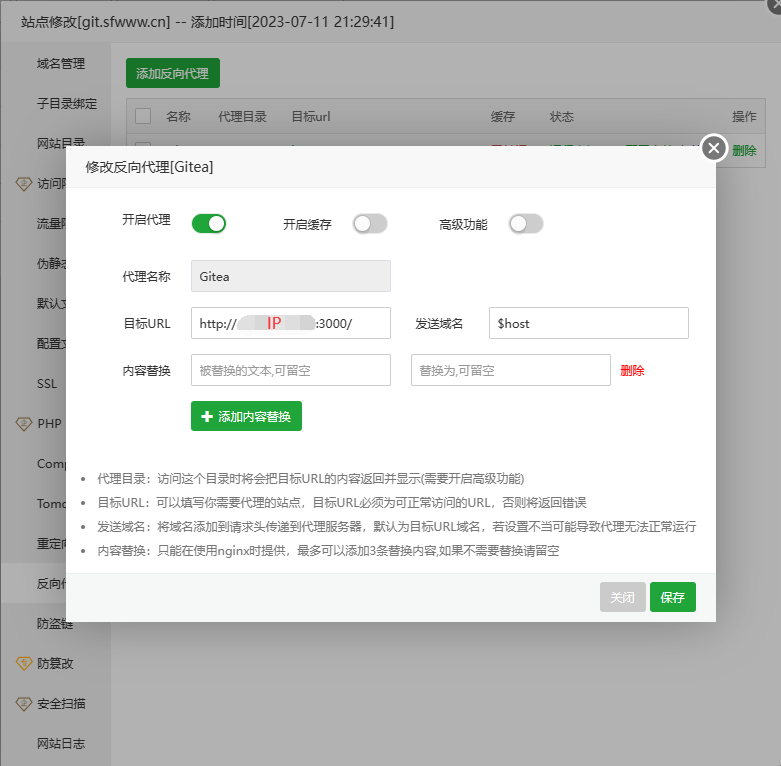 站点修改[git.sfwww.cn] -- 添加时间[2023-07-11 21:29:41]
域名管理
子目录绑定
网站目录
访问
流量
伪静
默认
配置
SSL
PHP
Comp
Tomc
重定
反向
防盗链
防篡改
安全扫描
网站日志
添加反向代理
名称 代理目录 目标url 缓存 状态 操作
删除
修改反向代理[Gitea]
开启代理 开启缓存 高级功能
代理名称 Gitea
目标URL http:// IP :3000/ 发送域名 $host
内容替换 被替换的文本,可留空 替换为,可留空 删除
添加内容替换
代理目录：访问这个目录时将会把目标URL的内容返回并显示(需要开启高级功能)
目标URL：可以填写你需要代理的站点，目标URL必须为可正常访问的URL，否则将返回错误
发送域名：将域名添加到请求头传递到代理服务器，默认为目标URL域名，若设置不当可能导致代理无法正常运行
内容替换：只能在使用nginx时提供，最多可以添加3条替换内容,如果不需要替换请留空
关闭 保存